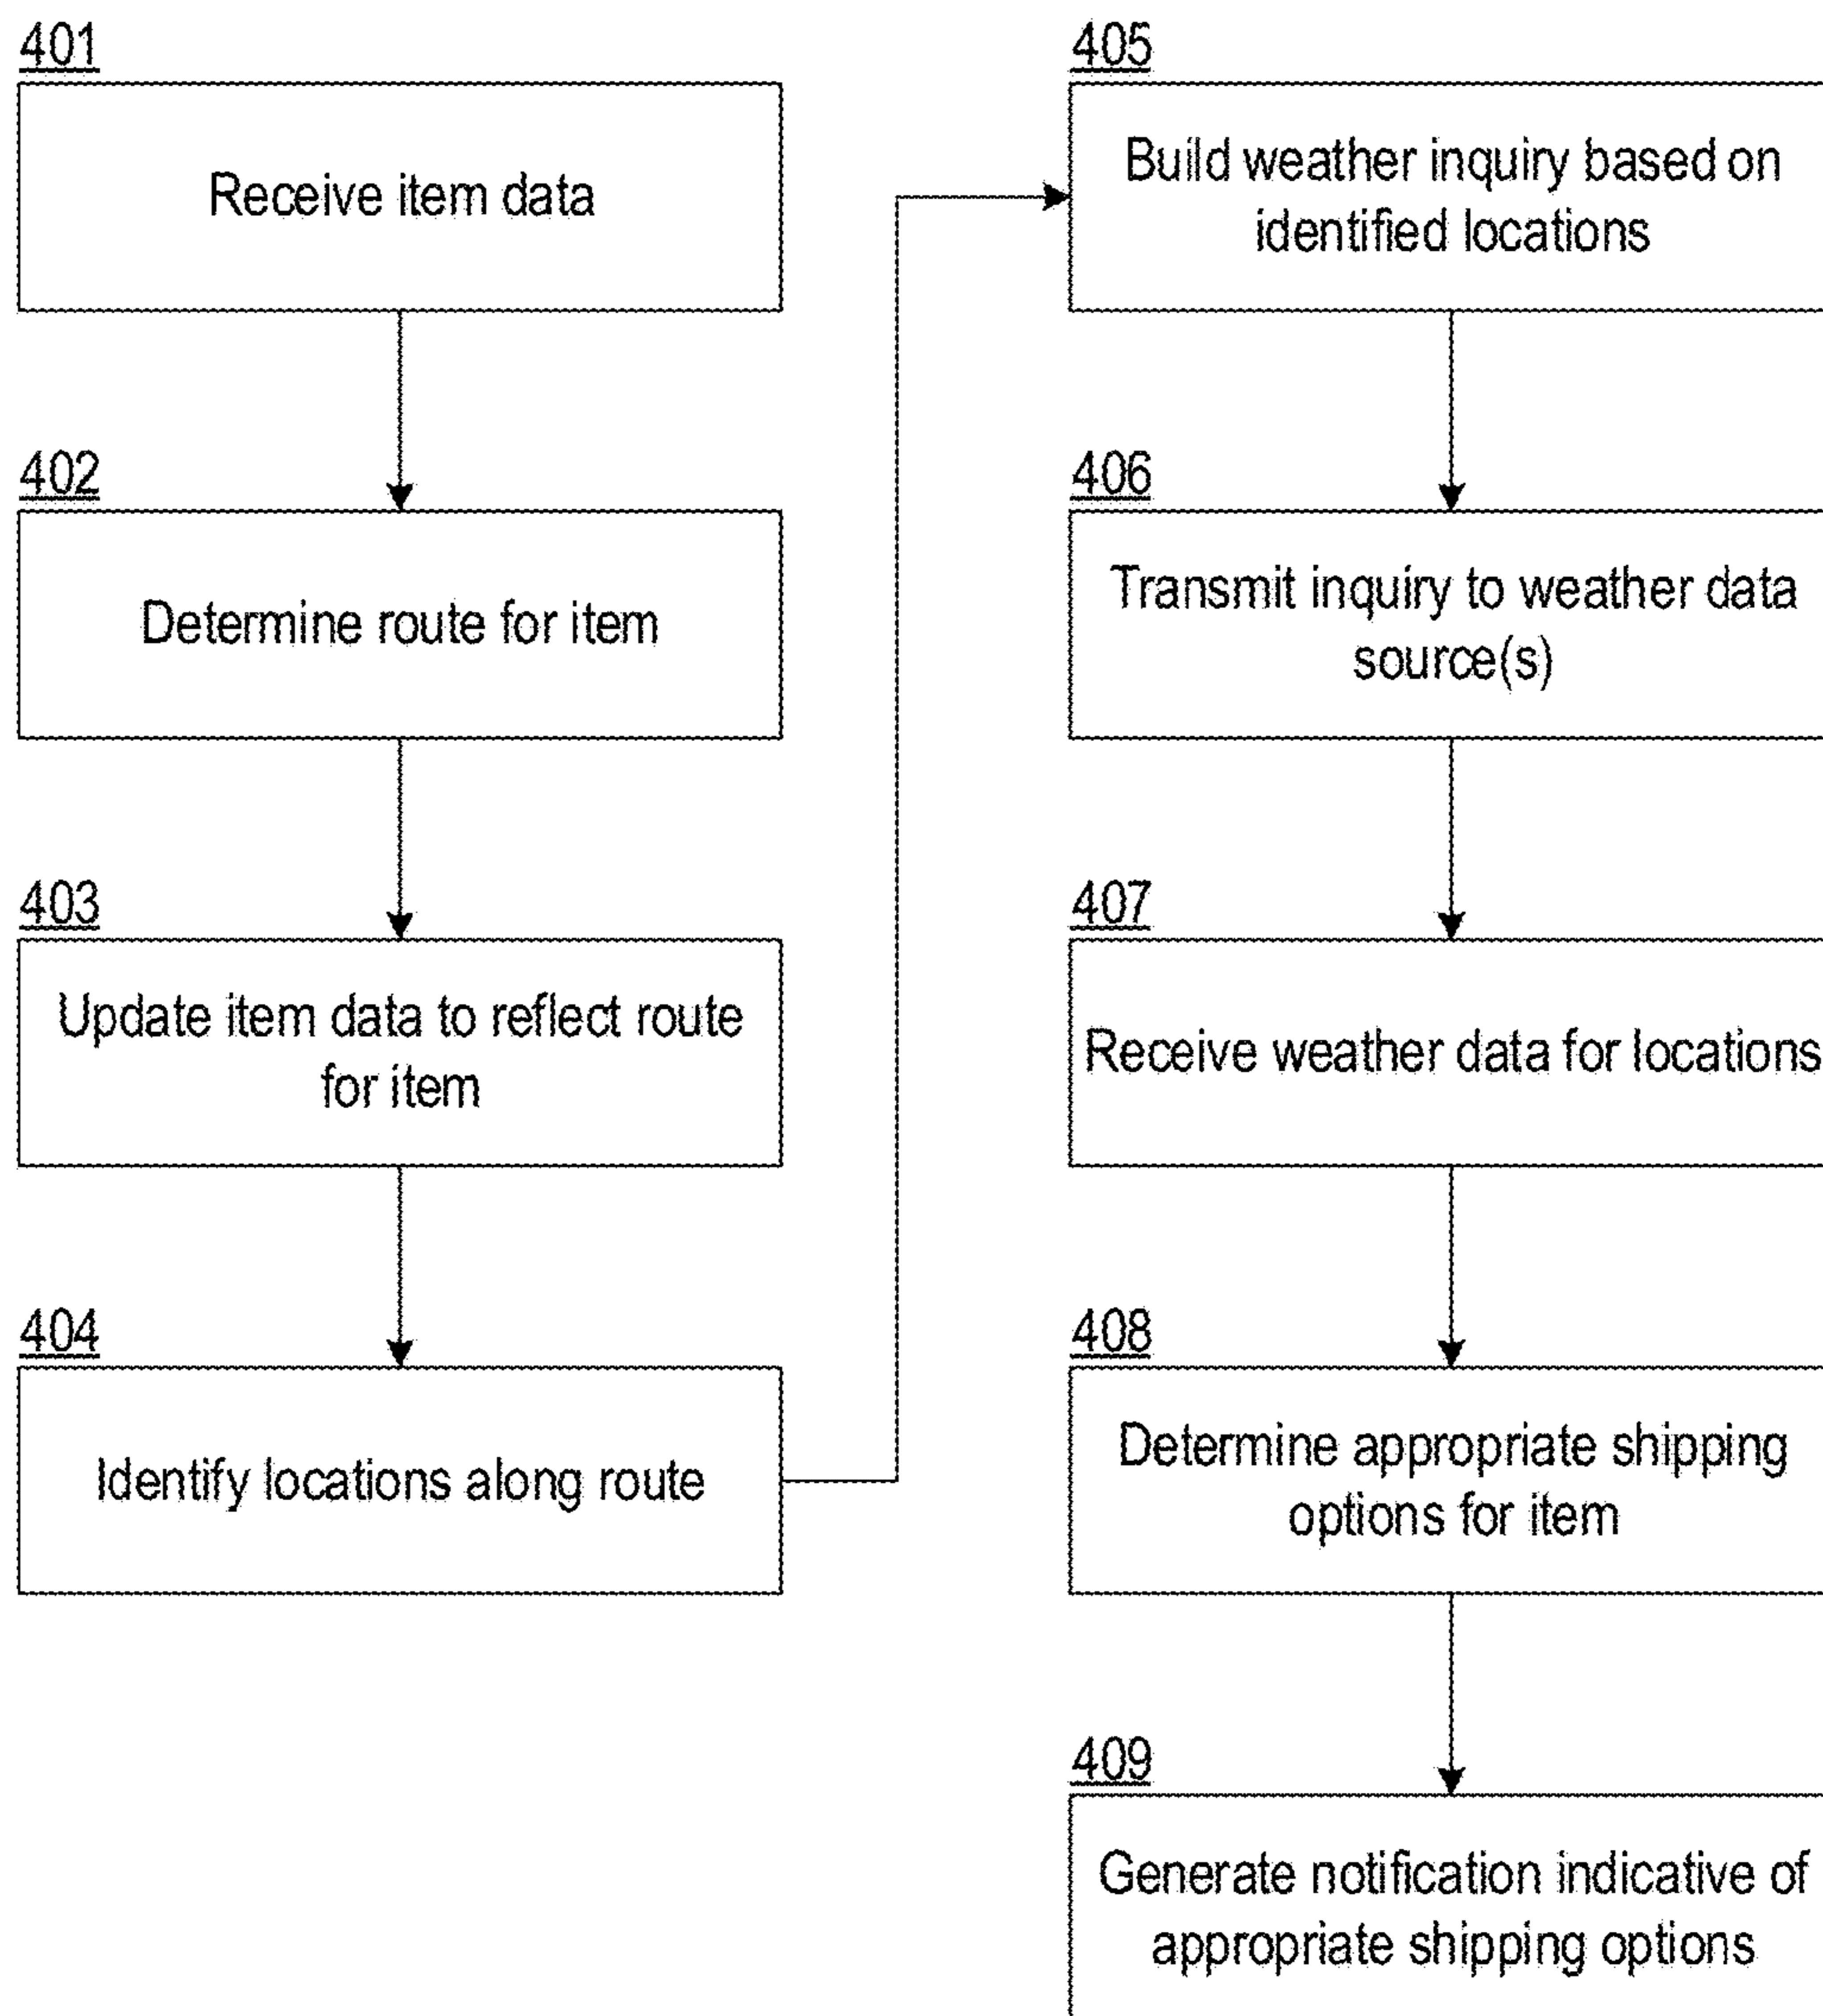 401
Receive item data
402
Determine route for item
403
Update item data to reflect route
for item
404
Identify locations along route
405
Build weather inquiry based on
identified locations
406
Transmit inquiry to weather data
source(s)
407
Receive weather data for locations
408
Determine appropriate shipping
options for item
409
Generate notification indicative of
appropriate shipping options